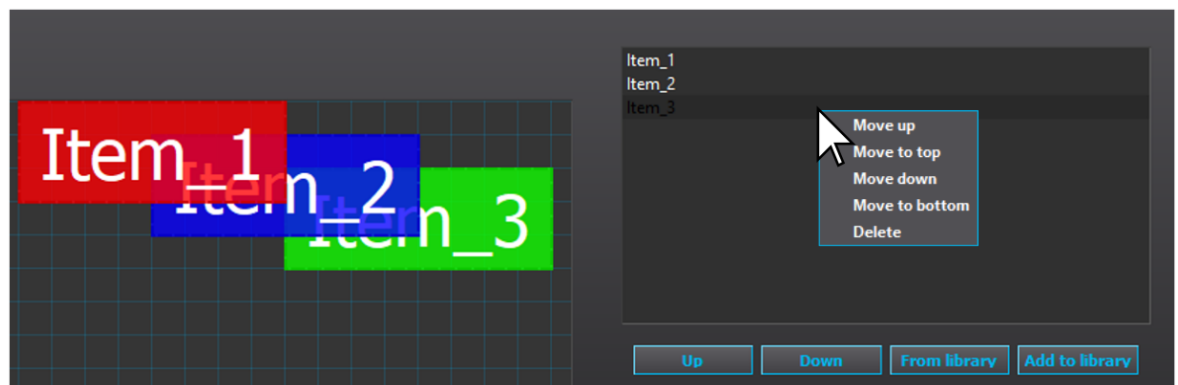 Item_1
Item_2
Item_3
Item_1
Item_2
Item_3
Move up
Move to top
Move down
Move to bottom
Delete
Up
Down
From library
Add to library